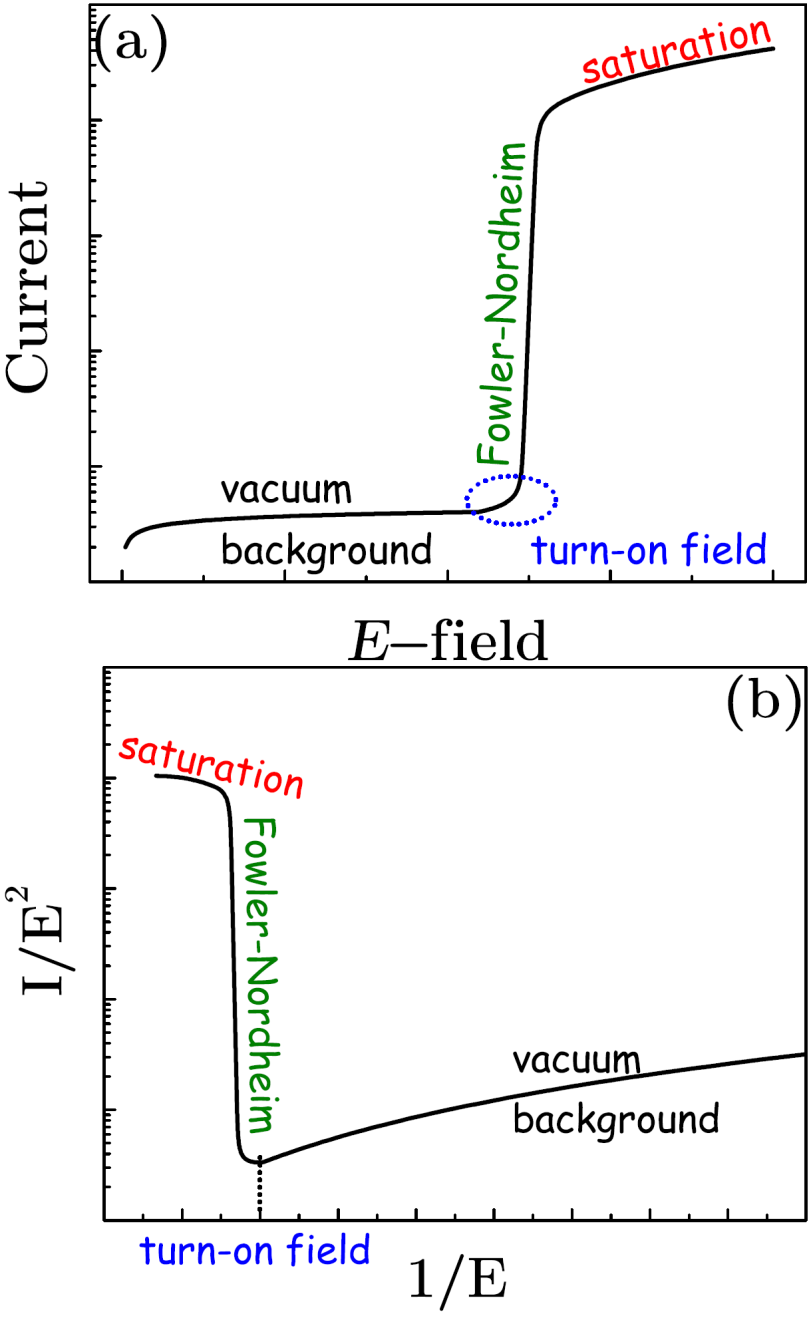 (a)
saturation
Fowler-Nordheim
Current
vacuum
background
turn-on field
E–field
(b)
saturation
Fowler-Nordheim
I/E²
vacuum
background
turn-on field
1/E